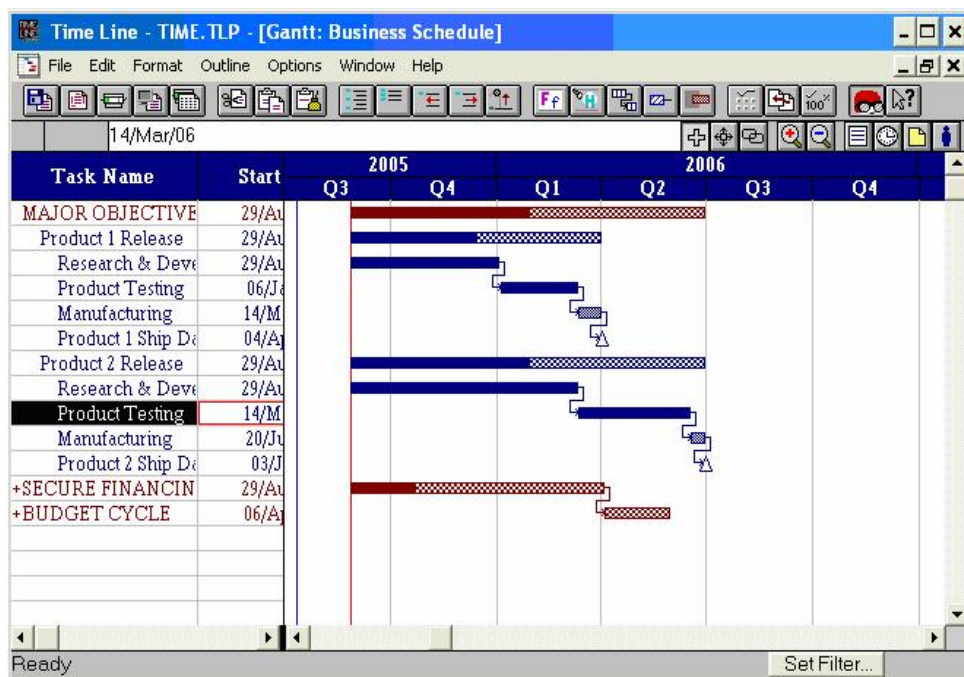 Time Line - TIME.TLP - [Gantt: Business Schedule]
File Edit Format Outline Options Window Help
14/Mar/06
Task Name Start 2005 2006
Q3 Q4 Q1 Q2 Q3 Q4
MAJOR OBJECTIVE 29/Au
Product 1 Release 29/Au
Research & Deve 29/Au
Product Testing 06/Ja
Manufacturing 14/M
Product 1 Ship Da 04/Ap
Product 2 Release 29/Au
Research & Deve 29/Au
Product Testing 14/M
Manufacturing 20/Ju
Product 2 Ship Da 03/J
+SECURE FINANCIN 29/Au
+BUDGET CYCLE 06/Ap
Ready Set Filter...